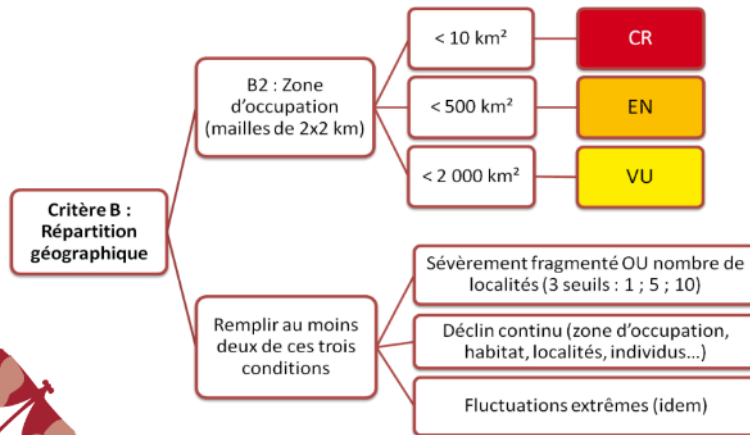 Critère B :
Répartition
géographique
B2 : Zone
d'occupation
(mailles de 2x2 km)
< 10 km²
CR
< 500 km²
EN
< 2 000 km²
VU
Remplir au moins
deux de ces trois
conditions
Sévèrement fragmenté OU nombre de
localités (3 seuils : 1 ; 5 ; 10)
Déclin continu (zone d'occupation,
habitat, localités, individus...)
Fluctuations extrêmes (idem)